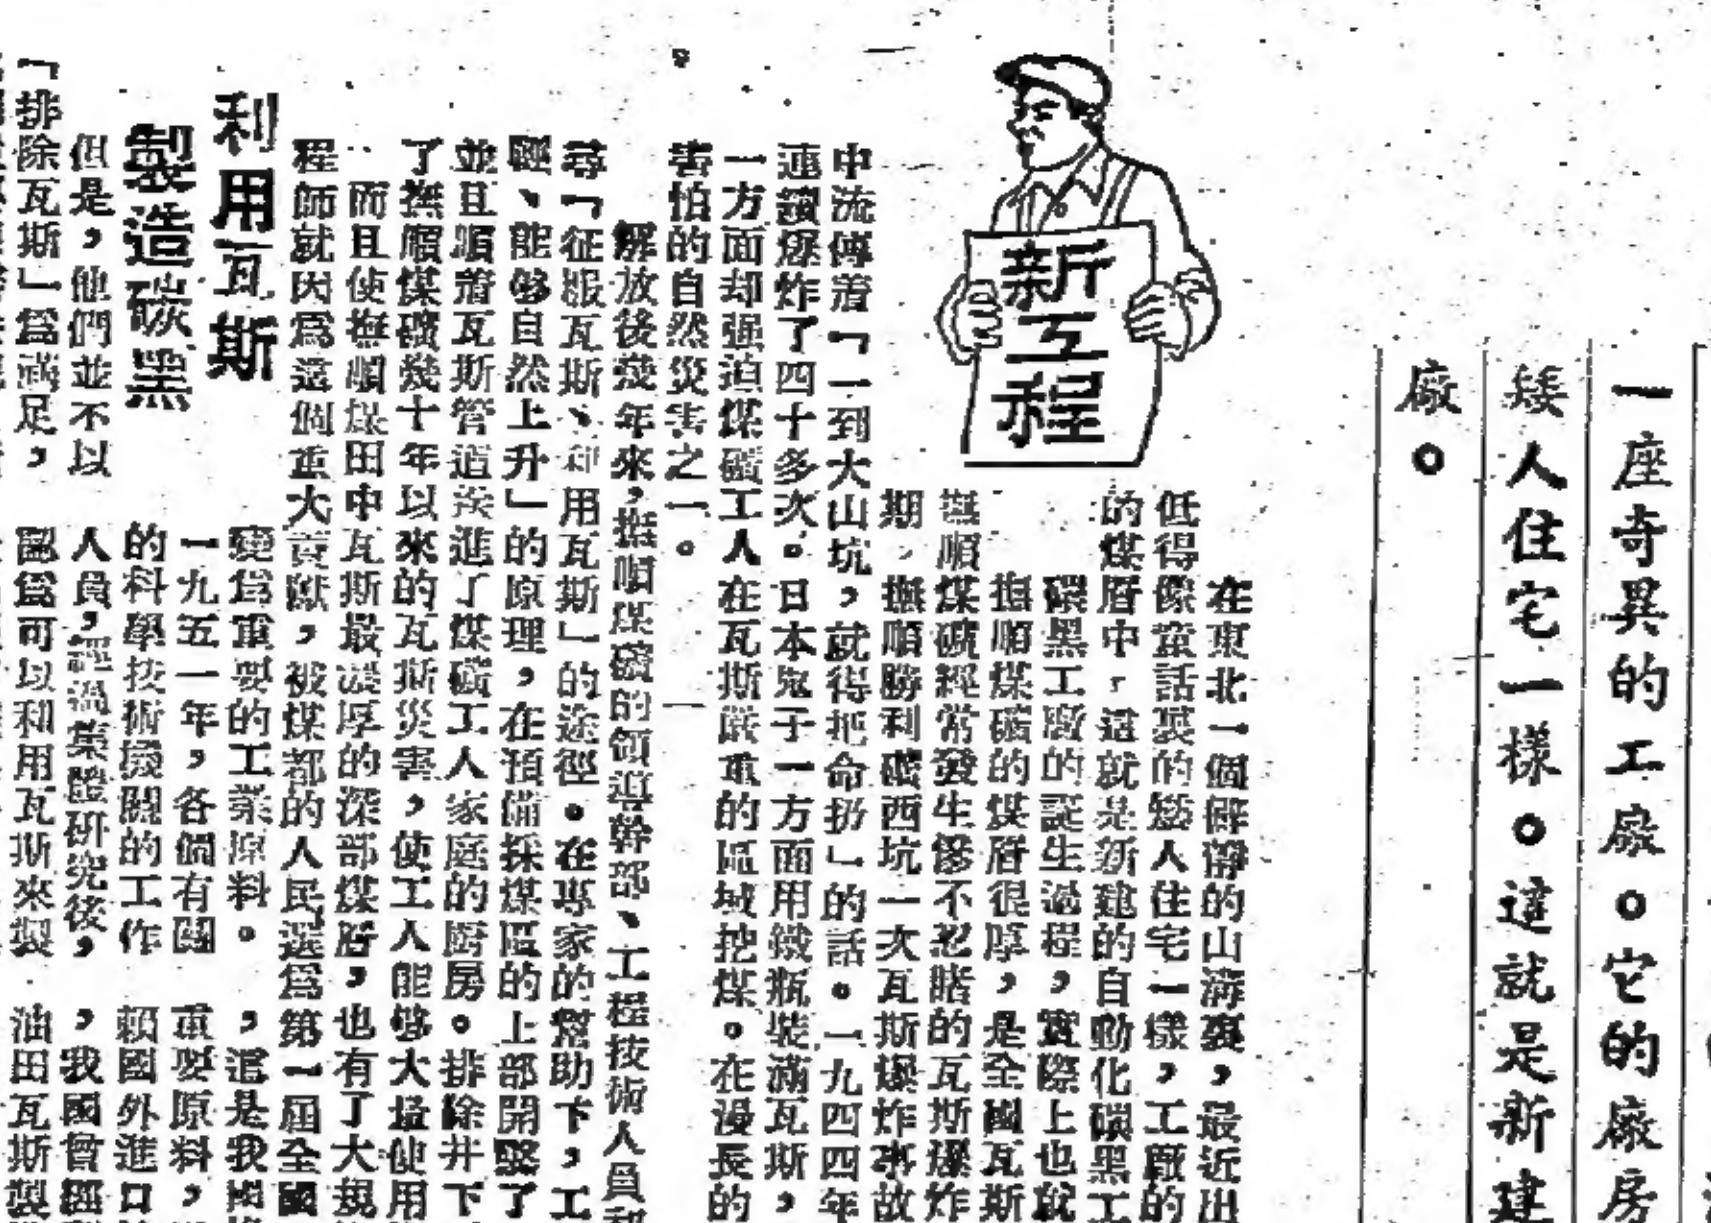 一座奇異的工廠。它的廠房
矮人住宅一樣。這就是新建
廠。
新工程
在東北一個僻靜的山溝裏,最近出
低得像童話裏的矮人住宅一樣,工廠的
的煤層中,這就是新建的自動化碳黑工
碳黑工廠的誕生過程,實際上也就
撫順煤礦的煤層很厚,是全國瓦斯
撫順煤礦經常發生慘不忍睹的瓦斯爆炸
期,撫順勝利礦西坑一次瓦斯爆炸事故
中流傳着「一到大山坑,就得把命扔」的話。一九四四年
連續爆炸了四十多次。日本鬼子一方面用鐵瓶裝滿瓦斯,
一方面却强迫煤礦工人在瓦斯嚴重的區域挖煤。在漫長的
害怕的自然災害之一。
解放後幾年來,撫順煤礦的領導幹部、工程技術人員和
尋「征服瓦斯、利用瓦斯」的途徑。在專家的幫助下,工
輕、能够自然上升」的原理,在預備採煤區的上部開鑿了
並且順着瓦斯管道送進了煤礦工人家庭的厨房。排除井下
了撫順煤礦幾十年以來的瓦斯災害,使工人能够大量使用
而且使撫順煤田中瓦斯最濃厚的深部煤層,也有了大規
程師就因爲這個重大貢獻,被煤都的人民選爲第一屆全國
利用瓦斯
製造碳黑
但是,他們並不以
「排除瓦斯」爲滿足,
變爲重要的工業原料。
一九五一年,各個有關
的科學技術機關的工作
人員,經過集體研究後,
認爲可以利用瓦斯來製
,這是我國
重要原料,
賴國外進口
,我國曾經
油田瓦斯製